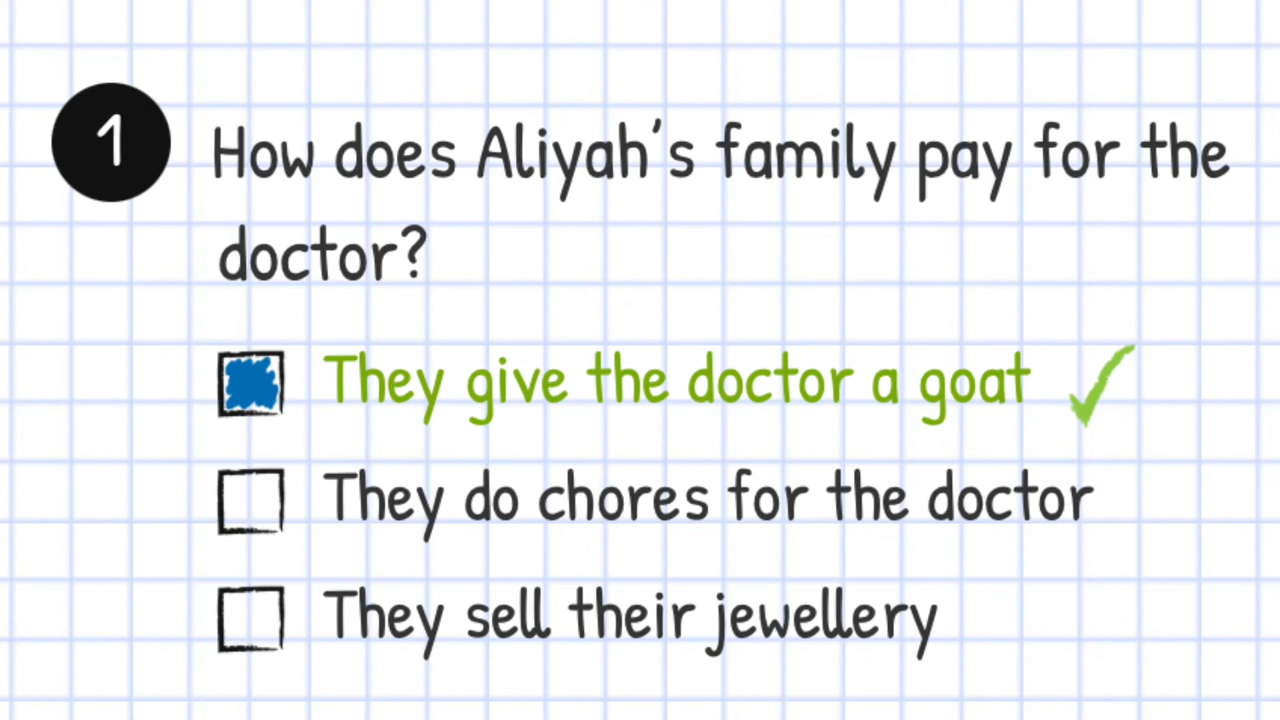 1 How does Aliyah's family pay for the
doctor?
They give the doctor a goat
They do chores for the doctor
They sell their jewellery